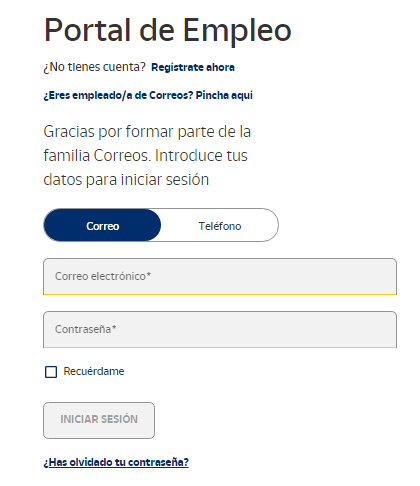 Portal de Empleo
¿No tienes cuenta? Regístrate ahora
¿Eres empleado/a de Correos? Pincha aquí
Gracias por formar parte de la
familia Correos. Introduce tus
datos para iniciar sesión
Correo Teléfono
Correo electrónico*
Contraseña*
Recuérdame
INICIAR SESIÓN
¿Has olvidado tu contraseña?